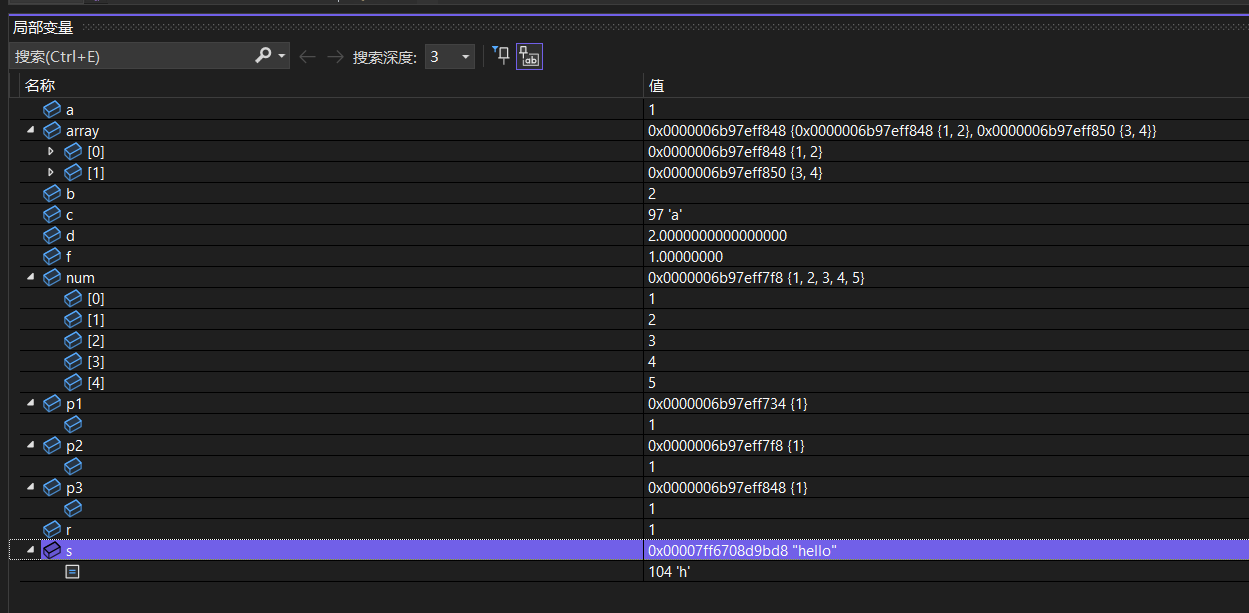 局部变量
搜索(Ctrl+E) 搜索深度: 3
名称 值
a 1
array 0x0000006b97eff848 {0x0000006b97eff848 {1, 2}, 0x0000006b97eff850 {3, 4}}
[0] 0x0000006b97eff848 {1, 2}
[1] 0x0000006b97eff850 {3, 4}
b 2
c 97 'a'
d 2.0000000000000000
f 1.00000000
num 0x0000006b97eff7f8 {1, 2, 3, 4, 5}
[0] 1
[1] 2
[2] 3
[3] 4
[4] 5
p1 0x0000006b97eff734 {1}
1
p2 0x0000006b97eff7f8 {1}
1
p3 0x0000006b97eff848 {1}
1
r 1
s 0x00007ff6708d9bd8 "hello"
104 'h'